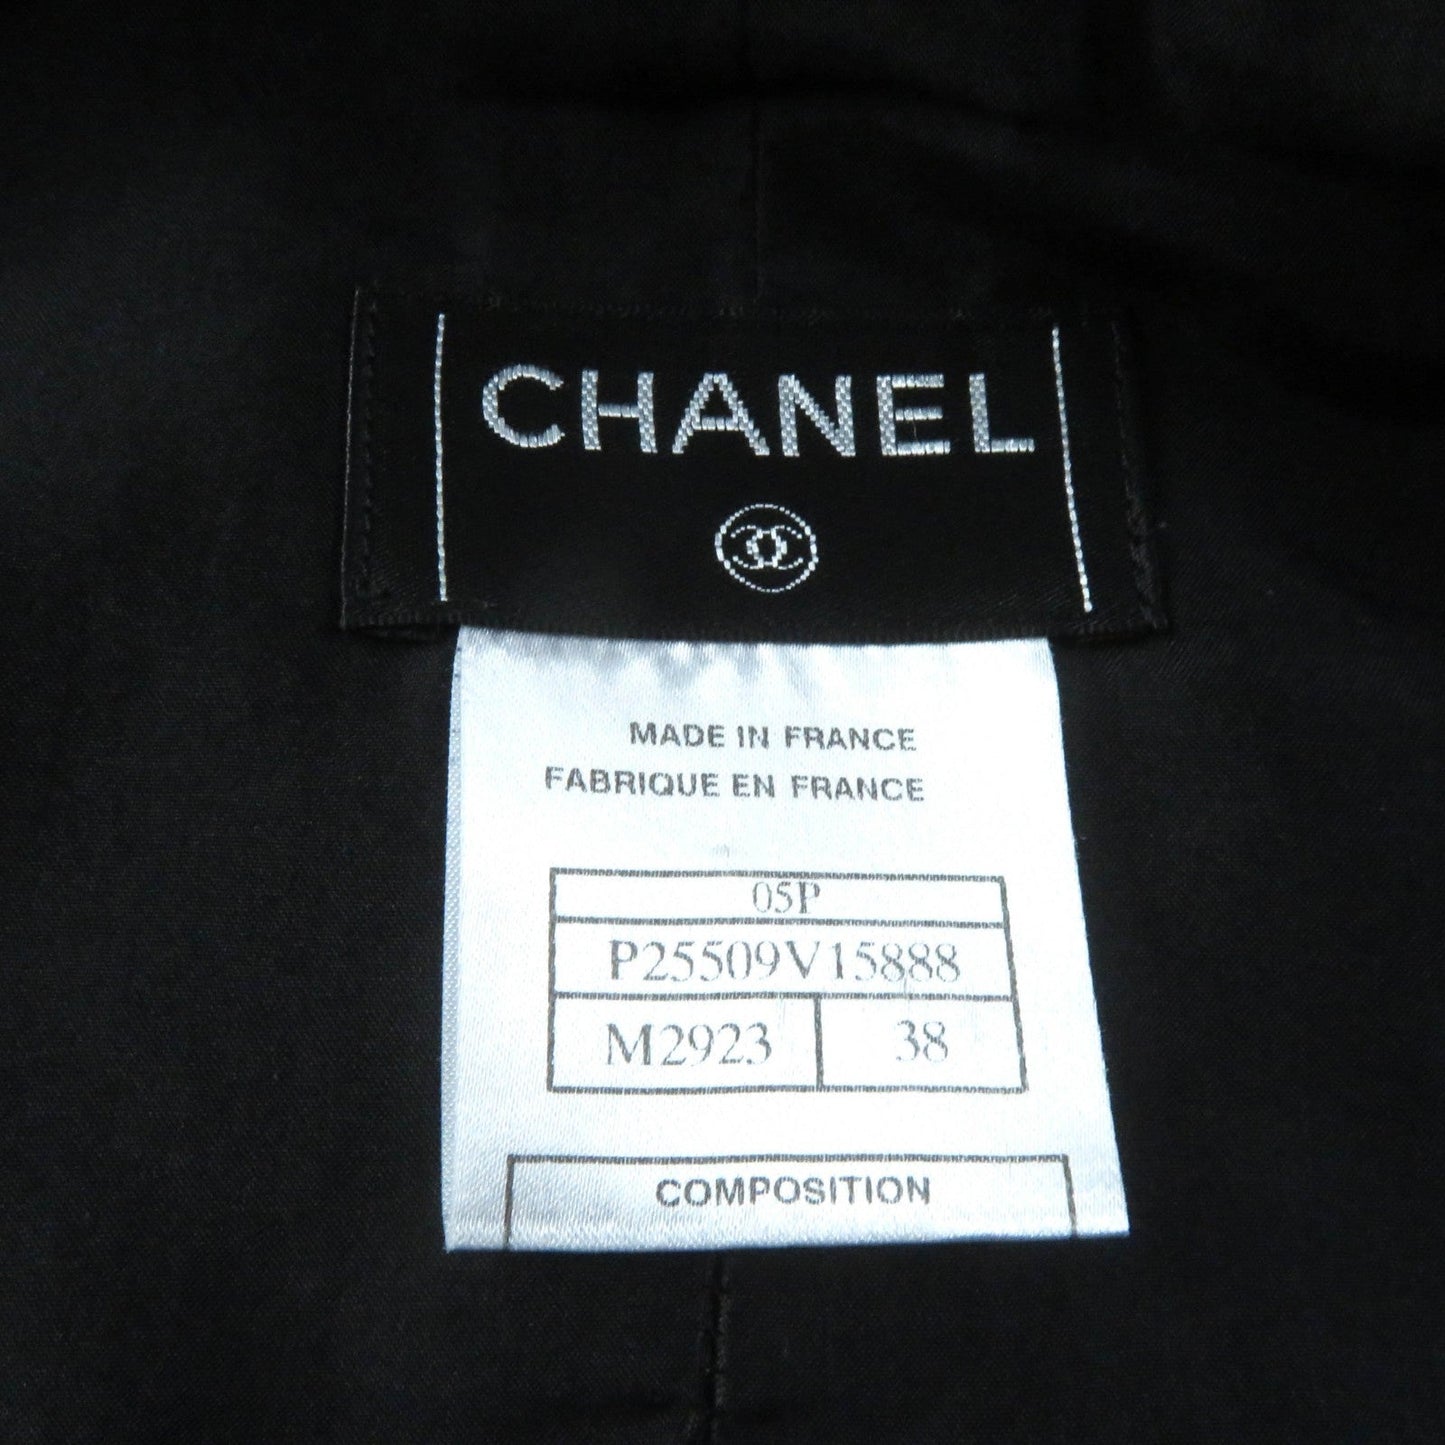 CHANEL
MADE IN FRANCE
FABRIQUE EN FRANCE
05P
P25509V15888
M2923 38
COMPOSITION